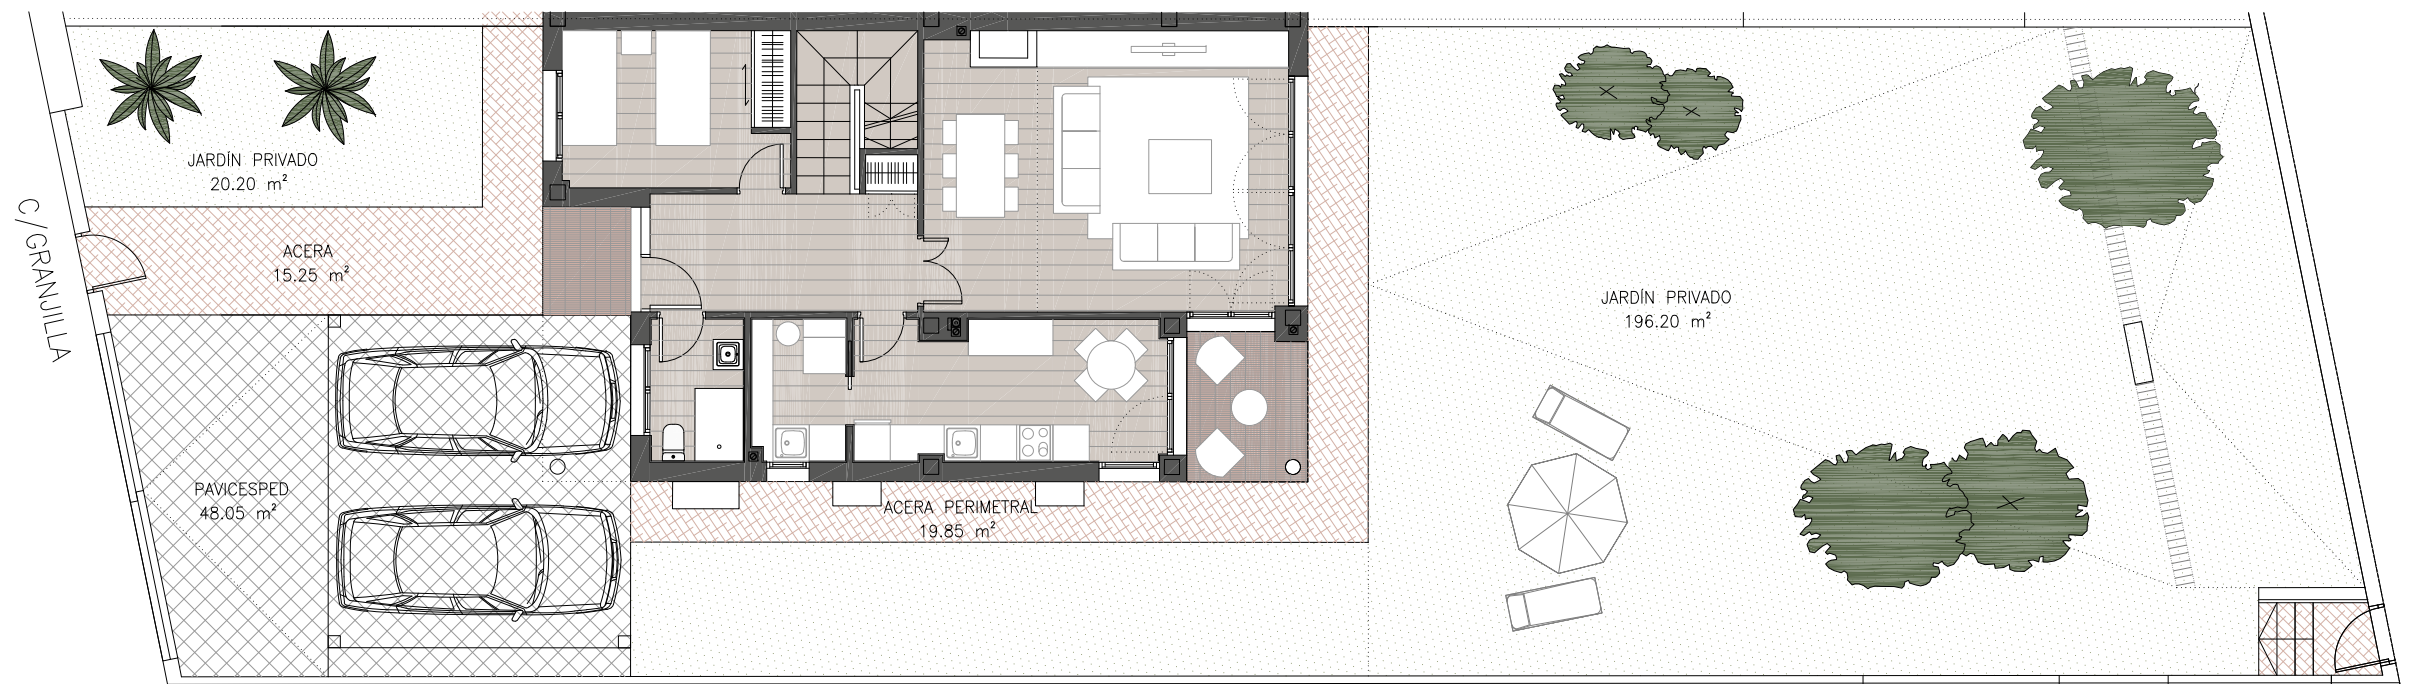 JARDÍN PRIVADO
20.20 m²
C/GRANJILLA
ACERA
15.25 m²
PAVICESPED
48.05 m²
ACERA PERIMETRAL
19.85 m²
JARDÍN PRIVADO
196.20 m²